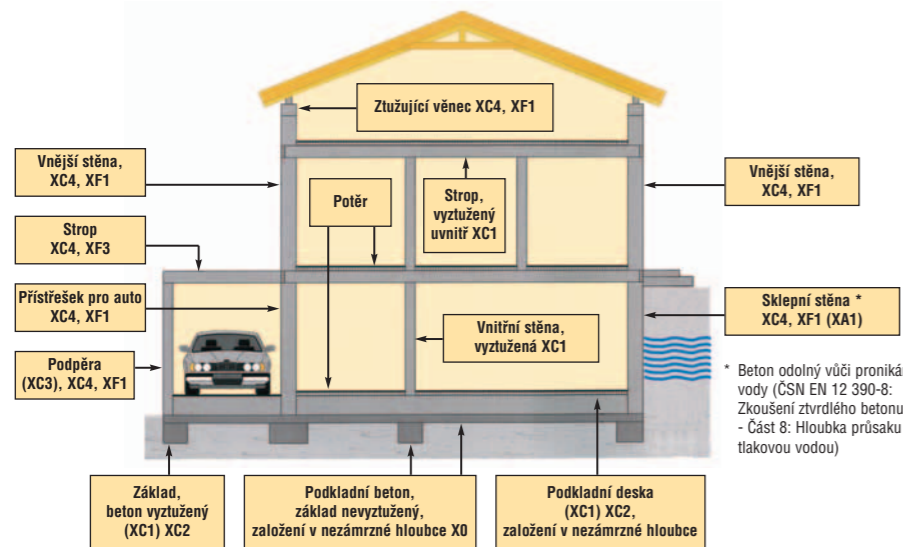 Ztužující věnec XC4, XF1
Vnější stěna,
XC4, XF1
Potěr
Strop,
vyztužený
uvnitř XC1
Vnější stěna,
XC4, XF1
Strop
XC4, XF3
Přístřešek pro auto
XC4, XF1
Podpěra
(XC3), XC4, XF1
Vnitřní stěna,
vyztužená XC1
Sklepní stěna *
XC4, XF1 (XA1)
* Beton odolný vůči pronikán
vody (ČSN EN 12 390-8:
Zkoušení ztvrdlého betonu
- Část 8: Hloubka průsaku
tlakovou vodou)
Základ,
beton vyztužený
(XC1) XC2
Podkladní beton,
základ nevyztužený,
založení v nezámrzné hloubce X0
Podkladní deska
(XC1) XC2,
založení v nezámrzné hloubce